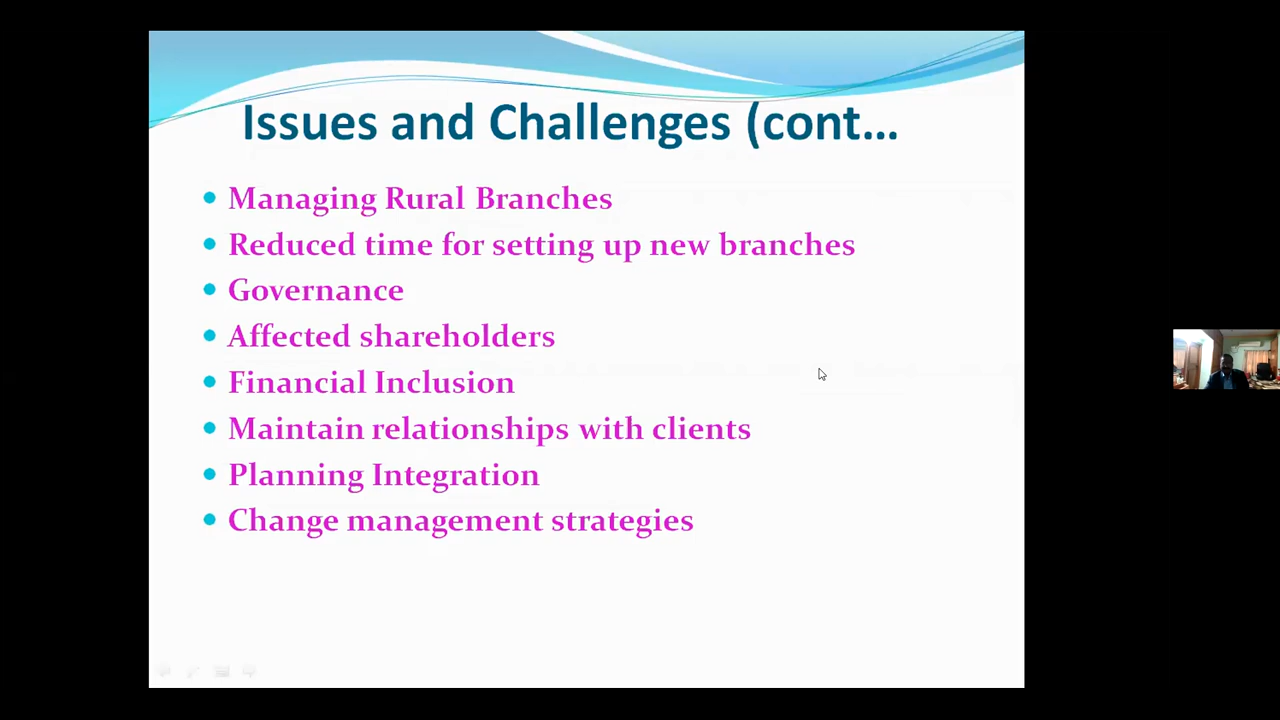 Issues and Challenges (cont...
Managing Rural Branches
Reduced time for setting up new branches
Governance
Affected shareholders
Financial Inclusion
Maintain relationships with clients
Planning Integration
Change management strategies